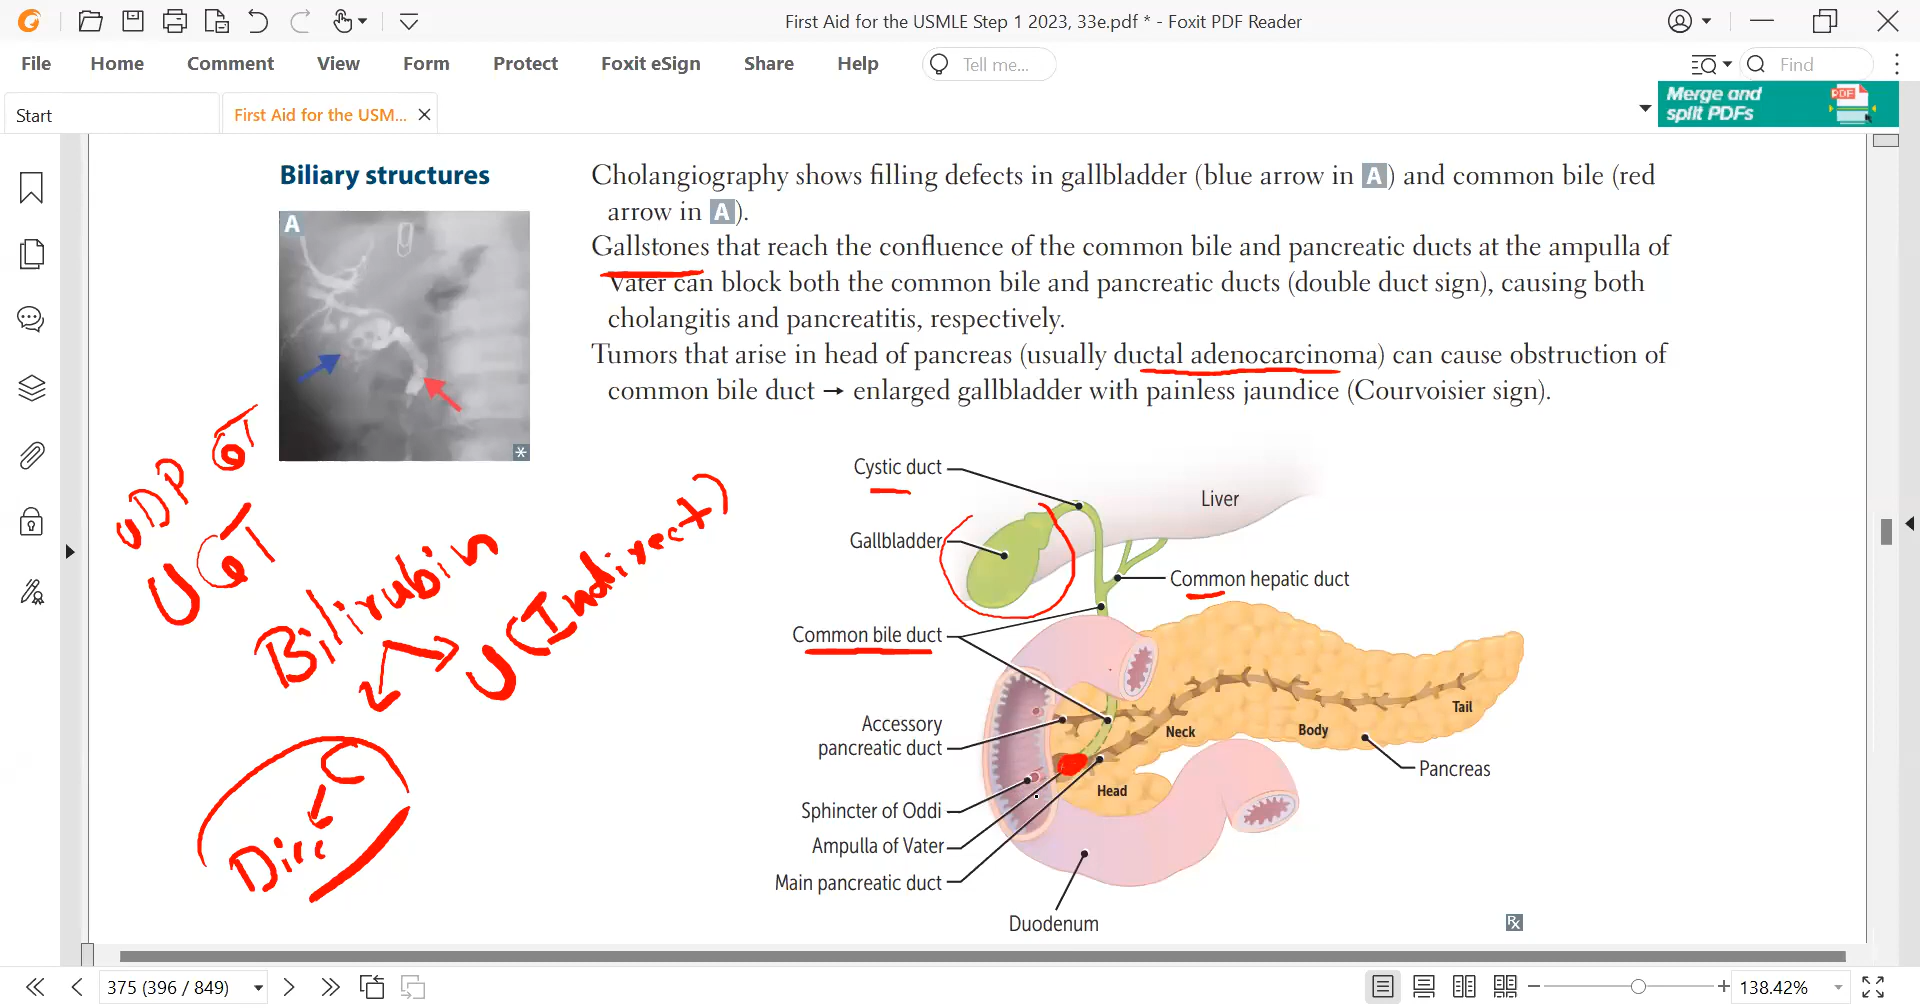 First Aid for the USMLE Step 1 2023, 33e.pdf * - Foxit PDF Reader
File Home Comment View Form Protect Foxit eSign Share Help Tell me... Find
Start First Aid for the USM...
Merge and
split PDFs
PDF
Biliary structures
A
Cholangiography shows filling defects in gallbladder (blue arrow in A) and common bile (red
arrow in A).
Gallstones that reach the confluence of the common bile and pancreatic ducts at the ampulla of
Vater can block both the common bile and pancreatic ducts (double duct sign), causing both
cholangitis and pancreatitis, respectively.
Tumors that arise in head of pancreas (usually ductal adenocarcinoma) can cause obstruction of
common bile duct → enlarged gallbladder with painless jaundice (Courvoisier sign).
UDP GT
UGT
Bilirubin
U (Indirect)
C
Dire
Cystic duct
Liver
Gallbladder
Common hepatic duct
Common bile duct
Tail
Accessory
pancreatic duct
Neck
Body
Pancreas
Head
Sphincter of Oddi
Ampulla of Vater
Main pancreatic duct
Duodenum
Rx
375 (396 / 849)
138.42%